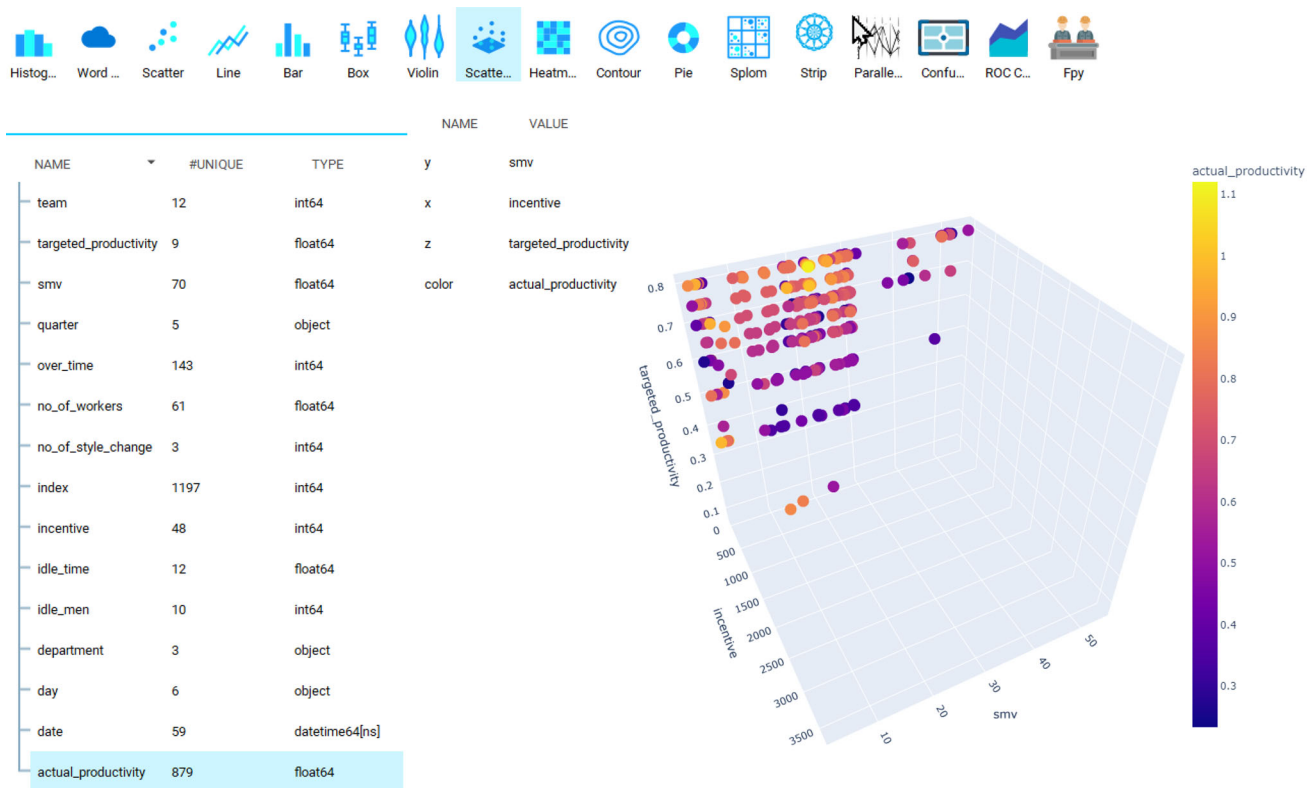 Histog... Word ... Scatter Line Bar Box Violin Scatte... Heatm... Contour Pie Splom Strip Paralle... Confu... ROC C... Fpy
NAME VALUE
NAME #UNIQUE TYPE
y smv
x incentive
z targeted_productivity
color actual_productivity
team 12 int64
targeted_productivity 9 float64
smv 70 float64
quarter 5 object
over_time 143 int64
no_of_workers 61 float64
no_of_style_change 3 int64
index 1197 int64
incentive 48 int64
idle_time 12 float64
idle_men 10 int64
department 3 object
day 6 object
date 59 datetime64[ns]
actual_productivity 879 float64
targeted_productivity
0.8
0.7
0.6
0.5
0.4
0.3
0.2
0.1
0
500
1000
1500
2000
2500
3000
3500
incentive
10
20
30
40
50
smv
actual_productivity
1.1
1
0.9
0.8
0.7
0.6
0.5
0.4
0.3